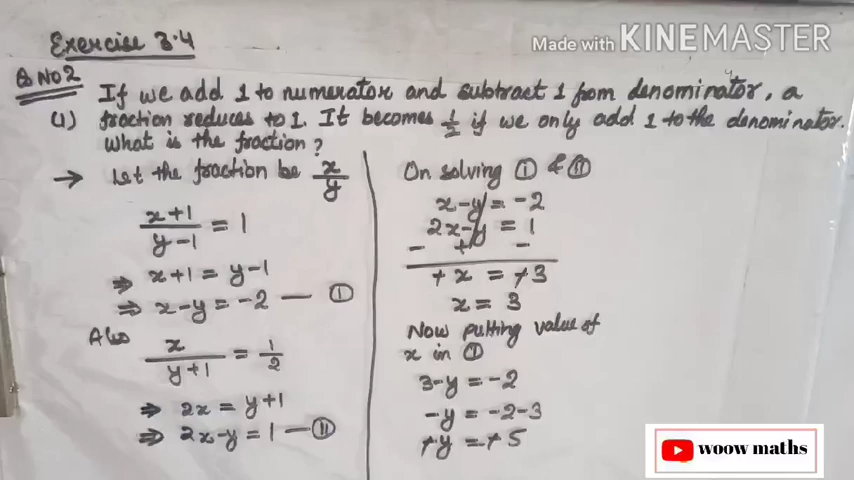 Exercise 3.4
Made with KINEMASTER
Q No 2
If we add 1 to numerator and subtract 1 from denominator, a
(1) fraction reduces to 1. It becomes 1/2 if we only add 1 to the denominator.
What is the fraction?
→ Let the fraction be x/y
x+1/y-1 = 1
⇒ x+1 = y-1
⇒ x-y = -2 — (I)
Also
x/y+1 = 1/2
⇒ 2x = y+1
⇒ 2x-y = 1 — (II)
On solving (I) & (II)
x-y = -2
2x-y = 1
- + -
+x = +3
x = 3
Now putting value of
x in (I)
3-y = -2
-y = -2-3
+y = +5
woow maths